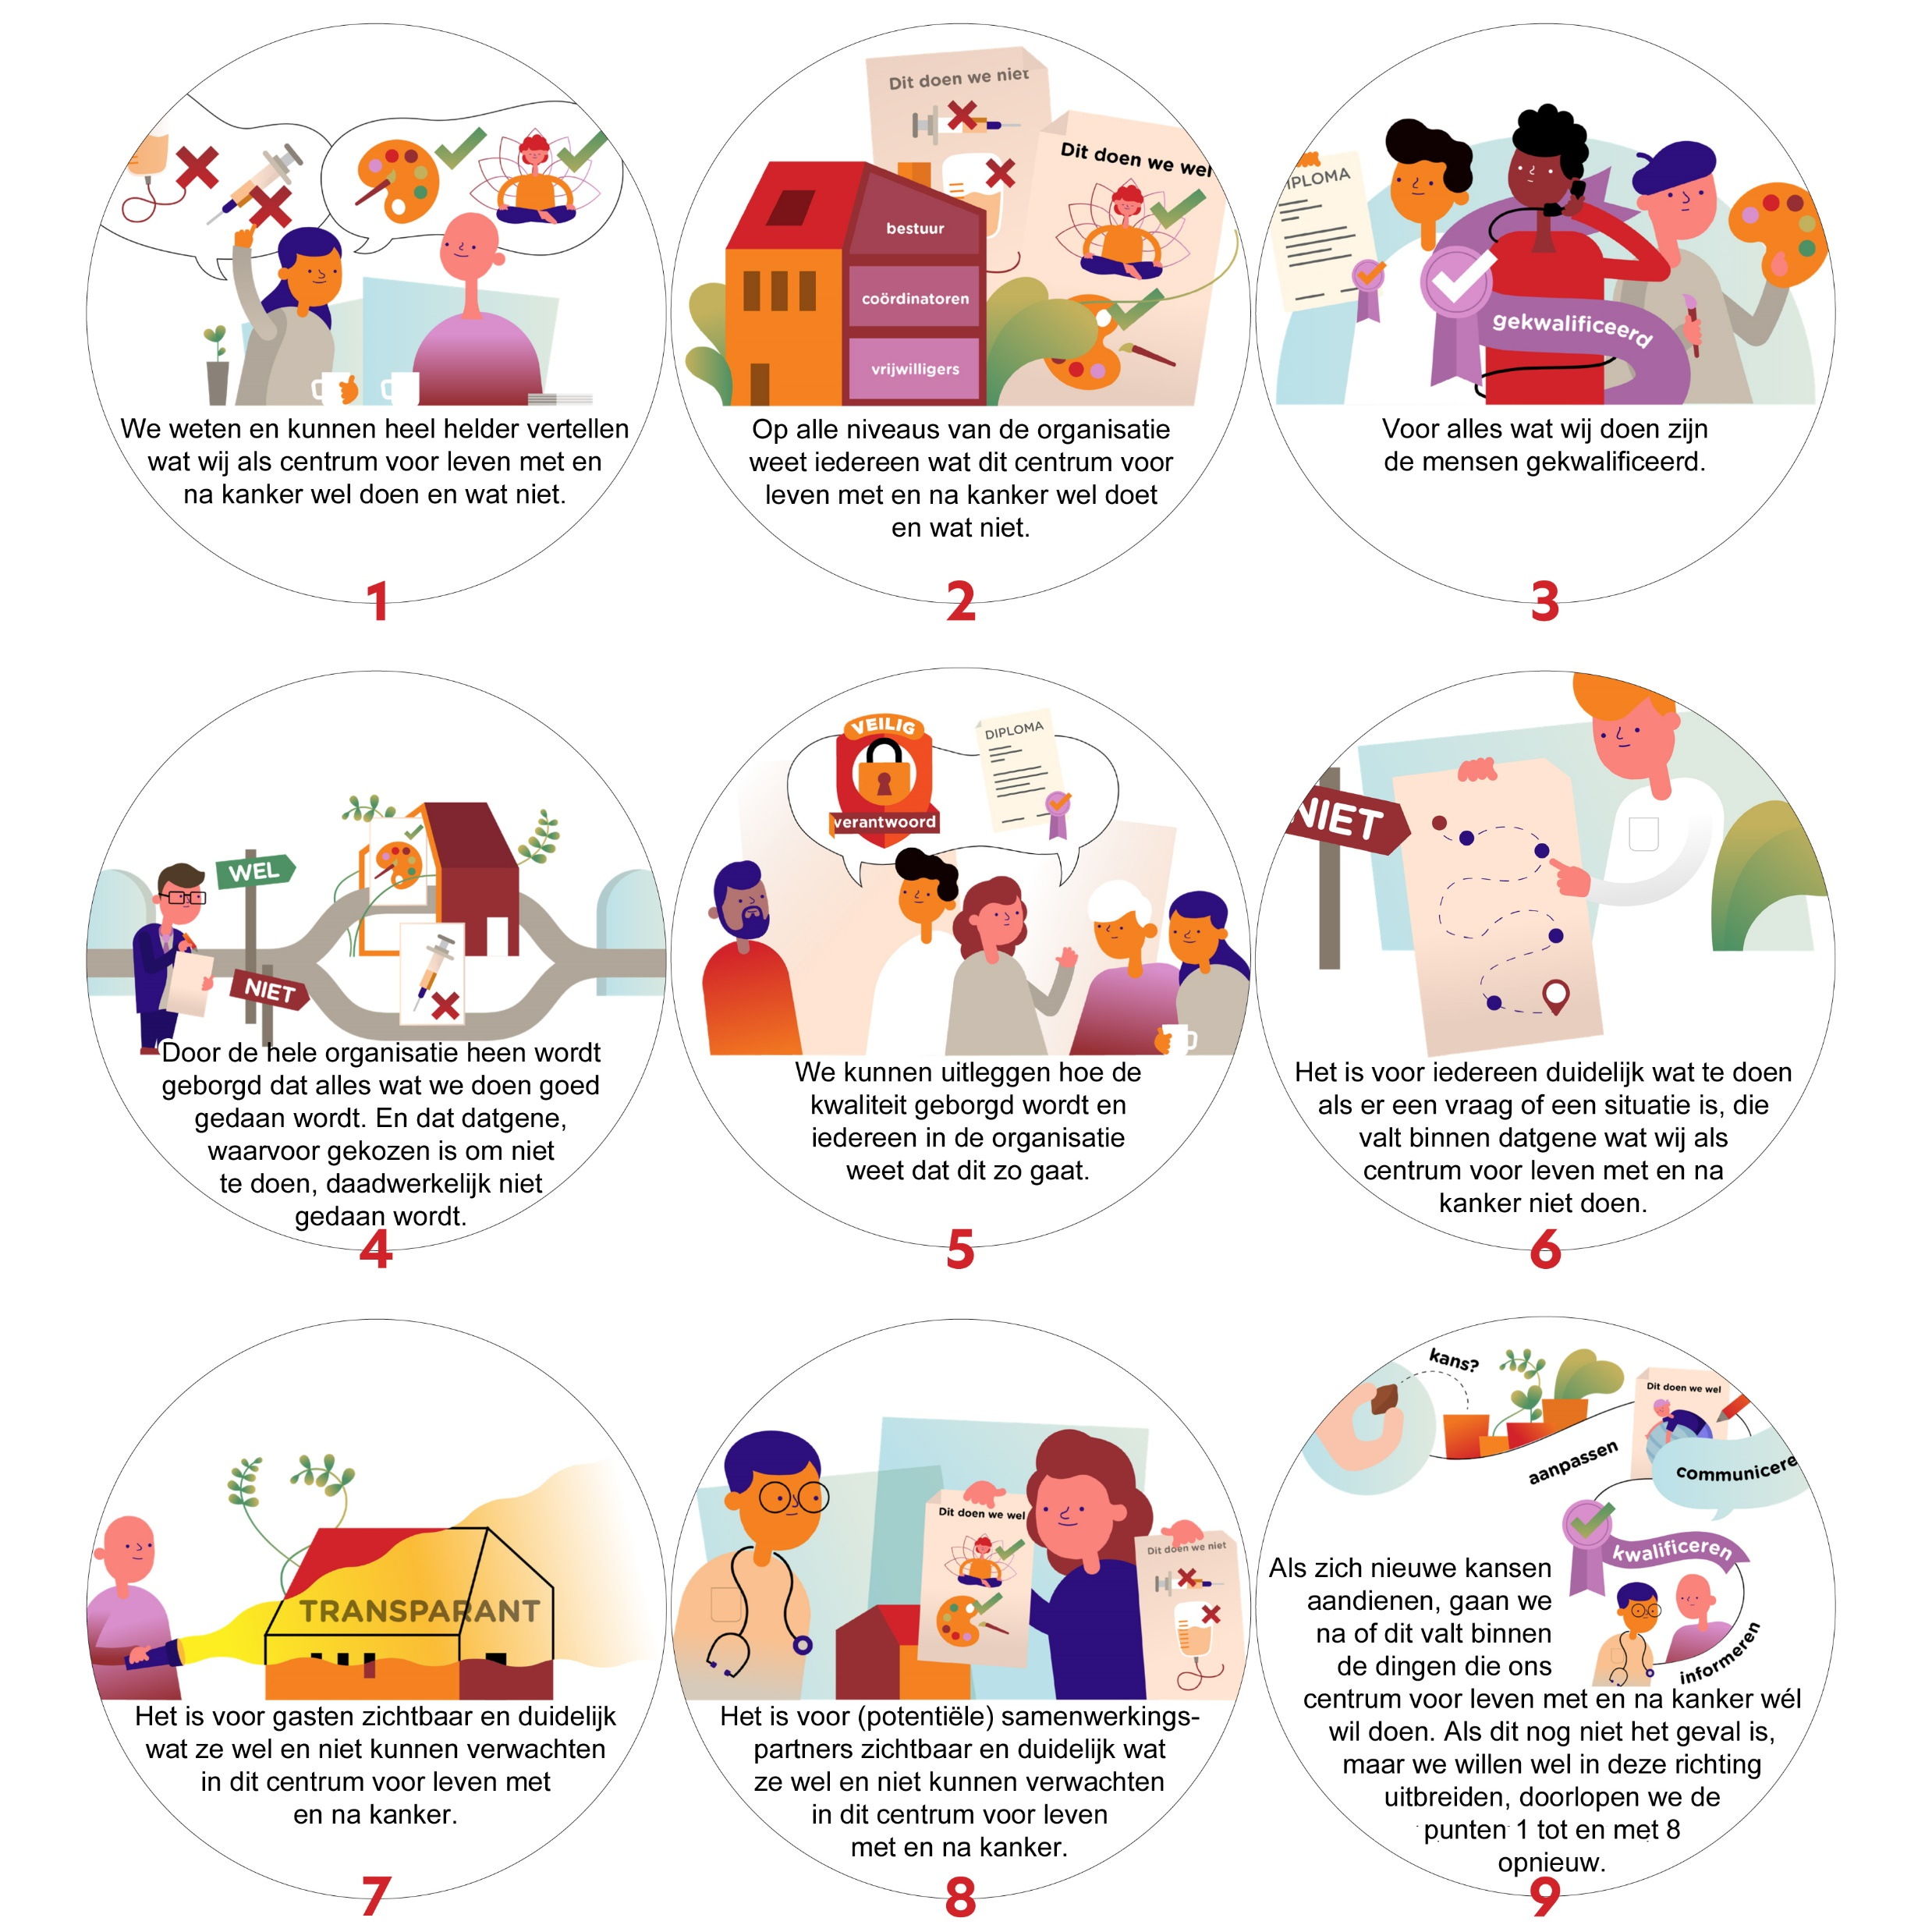 We weten en kunnen heel helder vertellen
wat wij als centrum voor leven met en
na kanker wel doen en wat niet.
1
Dit doen we niet
Dit doen we wel
bestuur
coördinatoren
vrijwilligers
Op alle niveaus van de organisatie
weet iedereen wat dit centrum voor
leven met en na kanker wel doet
en wat niet.
2
DIPLOMA
gekwalificeerd
Voor alles wat wij doen zijn
de mensen gekwalificeerd.
3
WEL
NIET
Door de hele organisatie heen wordt
geborgd dat alles wat we doen goed
gedaan wordt. En dat datgene,
waarvoor gekozen is om niet
te doen, daadwerkelijk niet
gedaan wordt.
4
VEILIG
verantwoord
DIPLOMA
We kunnen uitleggen hoe de
kwaliteit geborgd wordt en
iedereen in de organisatie
weet dat dit zo gaat.
5
NIET
Het is voor iedereen duidelijk wat te doen
als er een vraag of een situatie is, die
valt binnen datgene wat wij als
centrum voor leven met en na
kanker niet doen.
6
TRANSPARANT
Het is voor gasten zichtbaar en duidelijk
wat ze wel en niet kunnen verwachten
in dit centrum voor leven met
en na kanker.
7
Dit doen we wel
Dit doen we niet
Het is voor (potentiële) samenwerkings-
partners zichtbaar en duidelijk wat
ze wel en niet kunnen verwachten
in dit centrum voor leven
met en na kanker.
8
kans?
Dit doen we wel
aanpassen
communicere
kwalificeren
informeren
Als zich nieuwe kansen
aandienen, gaan we
na of dit valt binnen
de dingen die ons
centrum voor leven met en na kanker wél
wil doen. Als dit nog niet het geval is,
maar we willen wel in deze richting
uitbreiden, doorlopen we de
punten 1 tot en met 8
opnieuw.
9